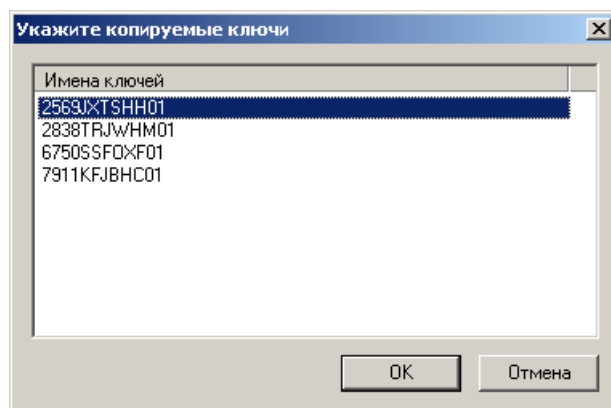 Укажите копируемые ключи
Имена ключей
2569JXTSHH01
2838TRJWHM01
6750SSFOXF01
7911KFJBHC01
OK Отмена